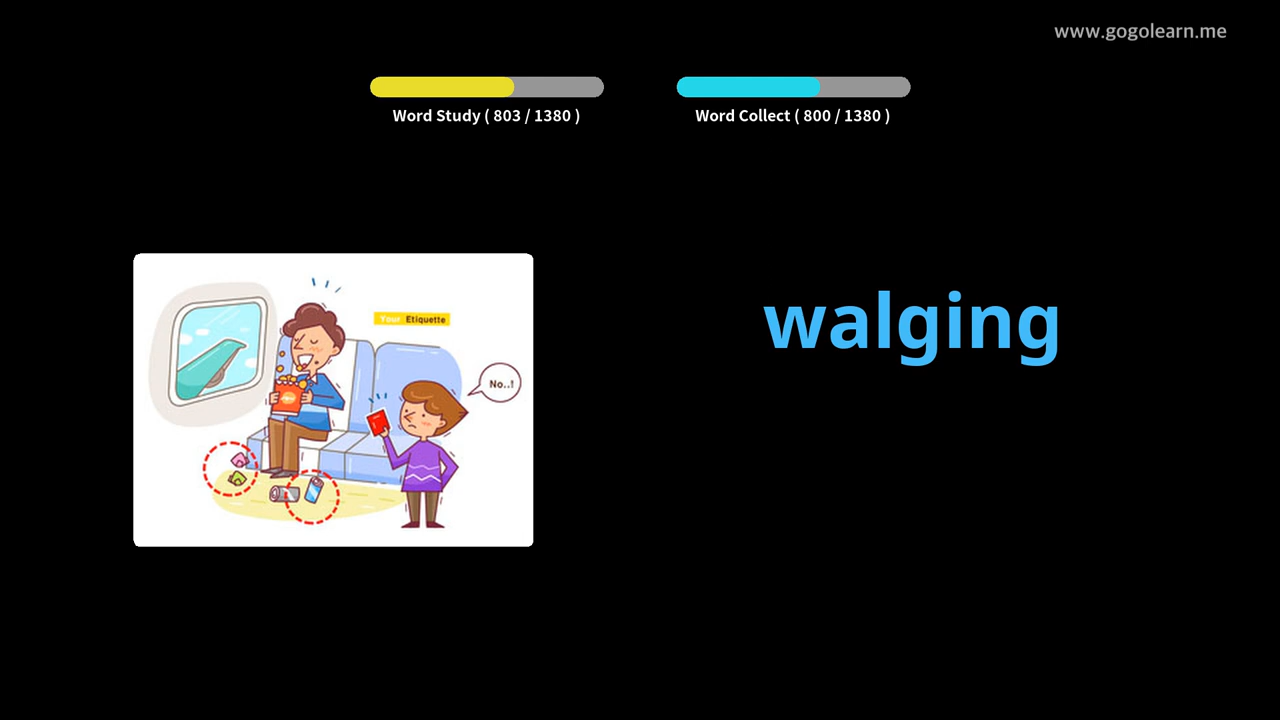 www.gogolearn.me
Word Study ( 803 / 1380 )
Word Collect ( 800 / 1380 )
Your Etiquette
No..!
walging